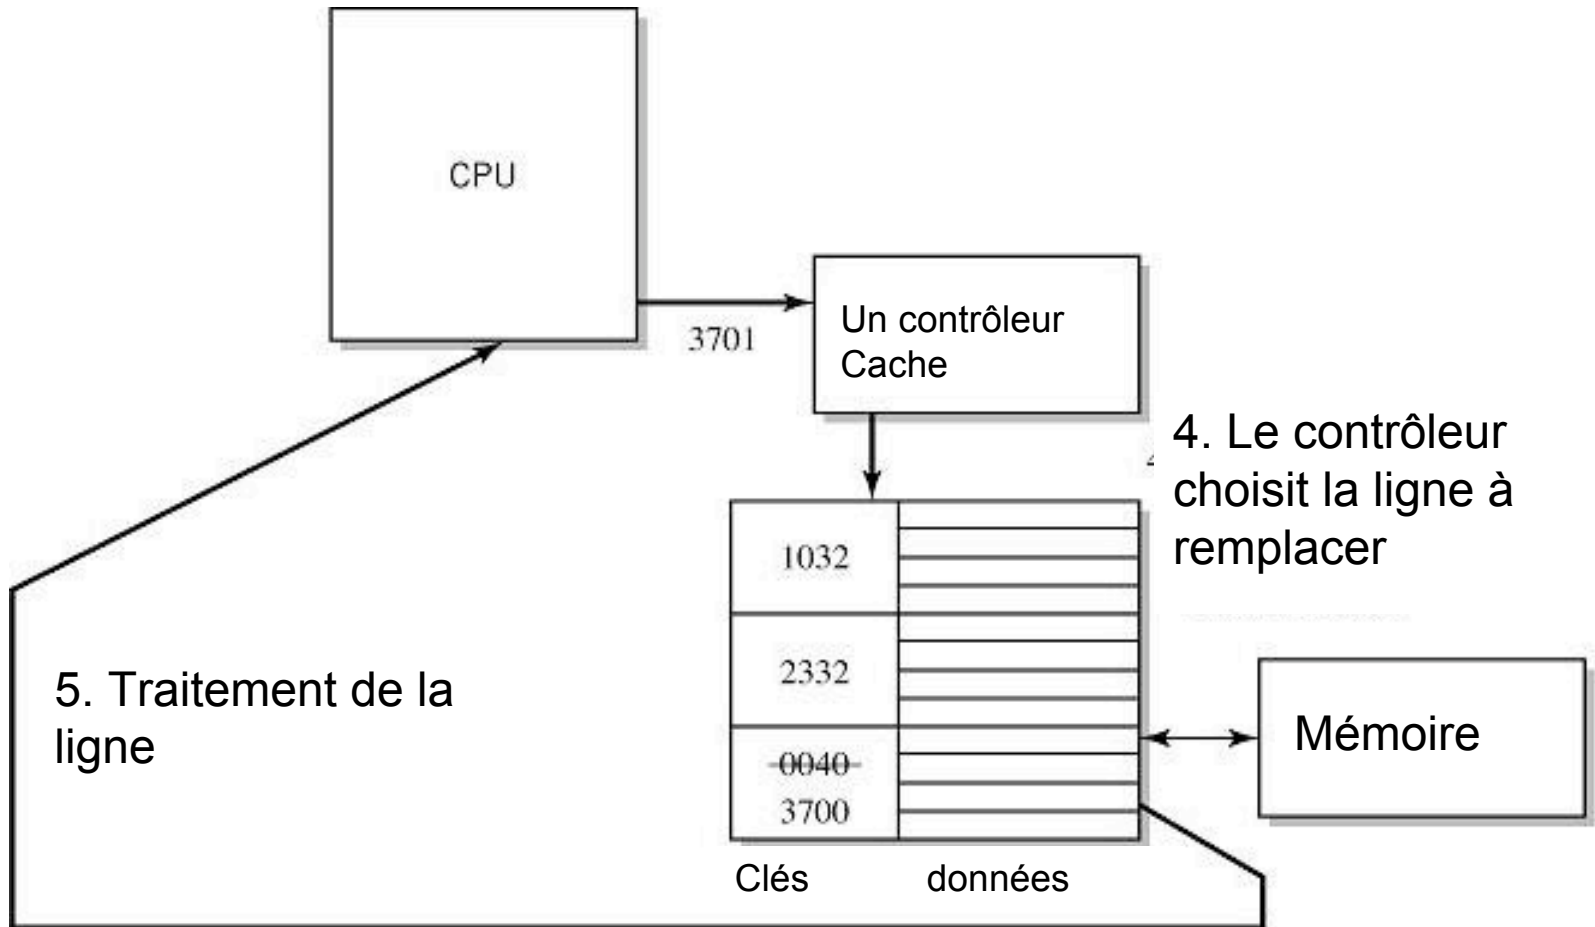 CPU
3701
Un contrôleur
Cache
4. Le contrôleur
choisit la ligne à
remplacer
1032
2332
0040
3700
5. Traitement de la
ligne
Mémoire
Clés données